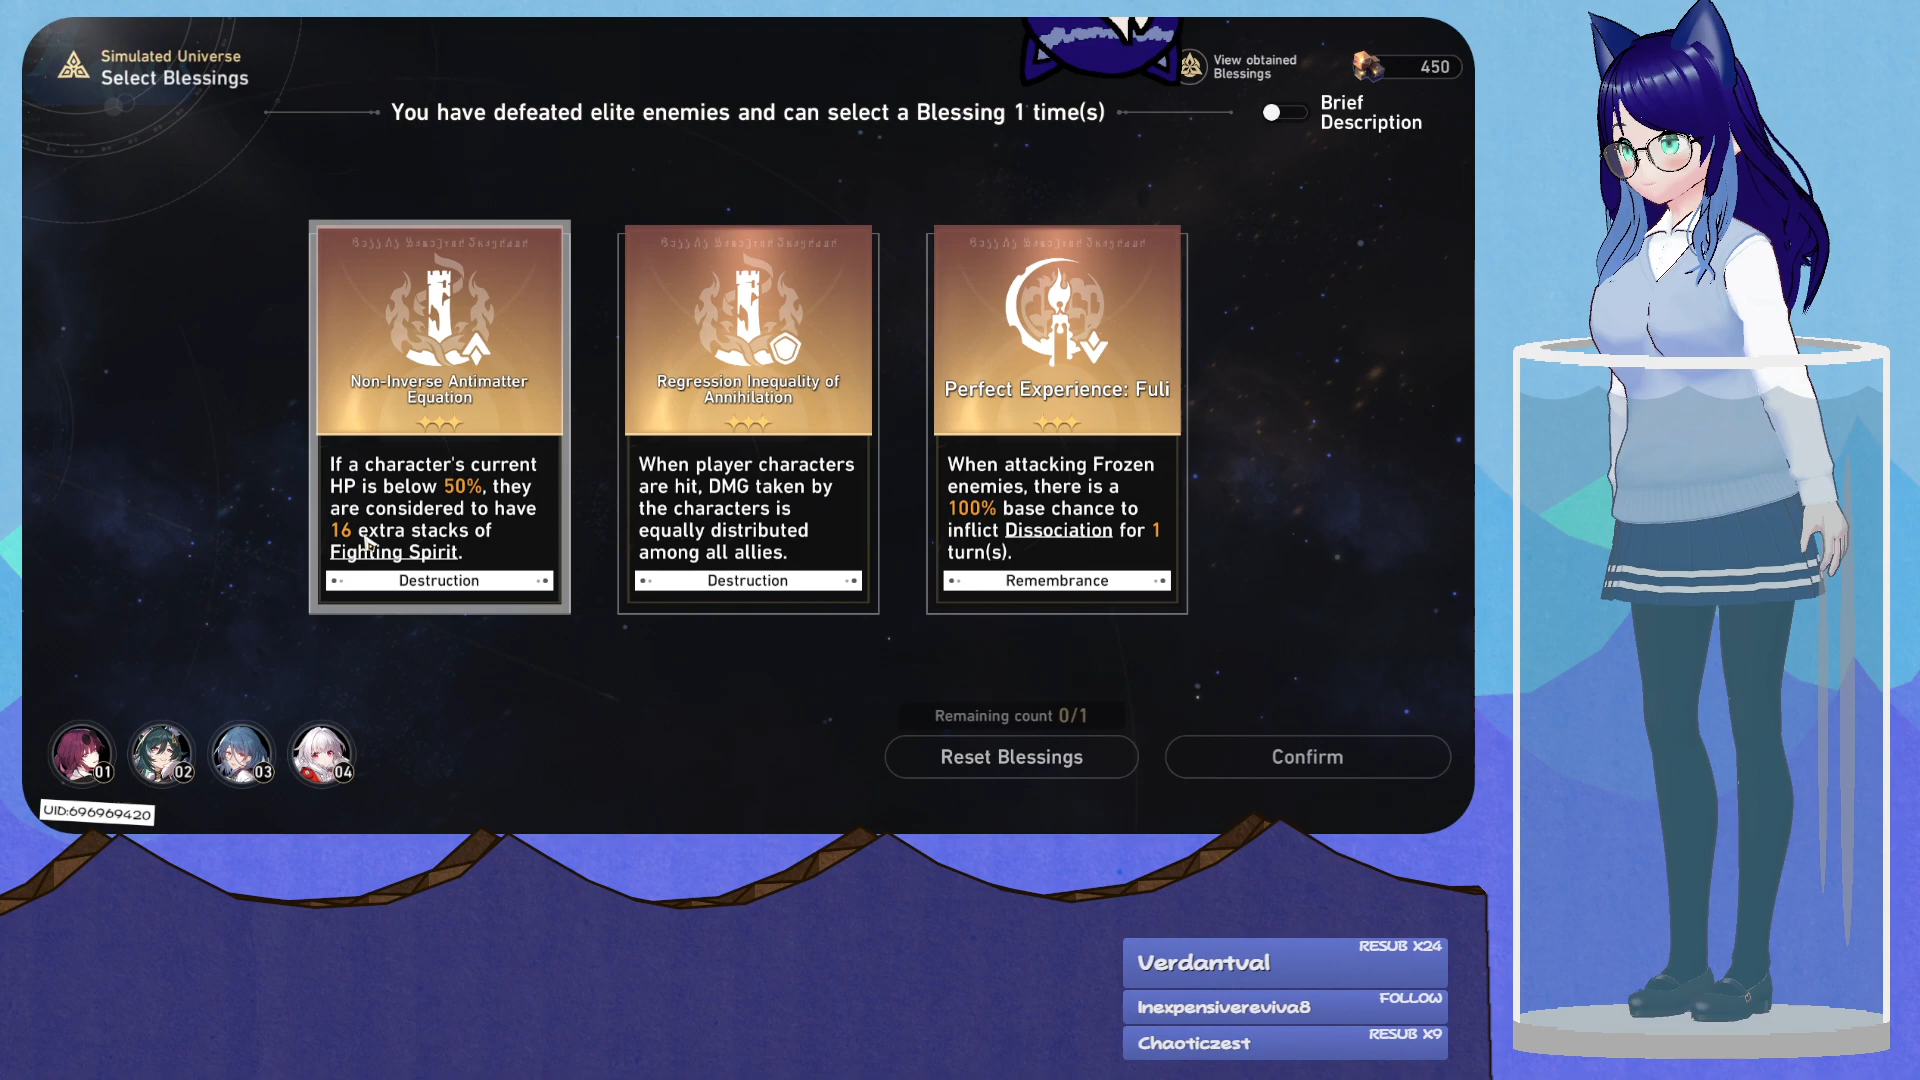 Simulated Universe
Select Blessings
View obtained
Blessings
450
You have defeated elite enemies and can select a Blessing 1 time(s)
Brief
Description
Non-Inverse Antimatter
Equation
If a character's current
HP is below 50%, they
are considered to have
16 extra stacks of
Fighting Spirit.
Destruction
Regression Inequality of
Annihilation
When player characters
are hit, DMG taken by
the characters is
equally distributed
among all allies.
Destruction
Perfect Experience: Fuli
When attacking Frozen
enemies, there is a
100% base chance to
inflict Dissociation for 1
turn(s).
Remembrance
Remaining count 0/1
Reset Blessings
Confirm
01
02
03
04
UID:696969420
RESUB X24
Verdantval
FOLLOW
Inexpensivereviva8
RESUB X9
Chaoticzest